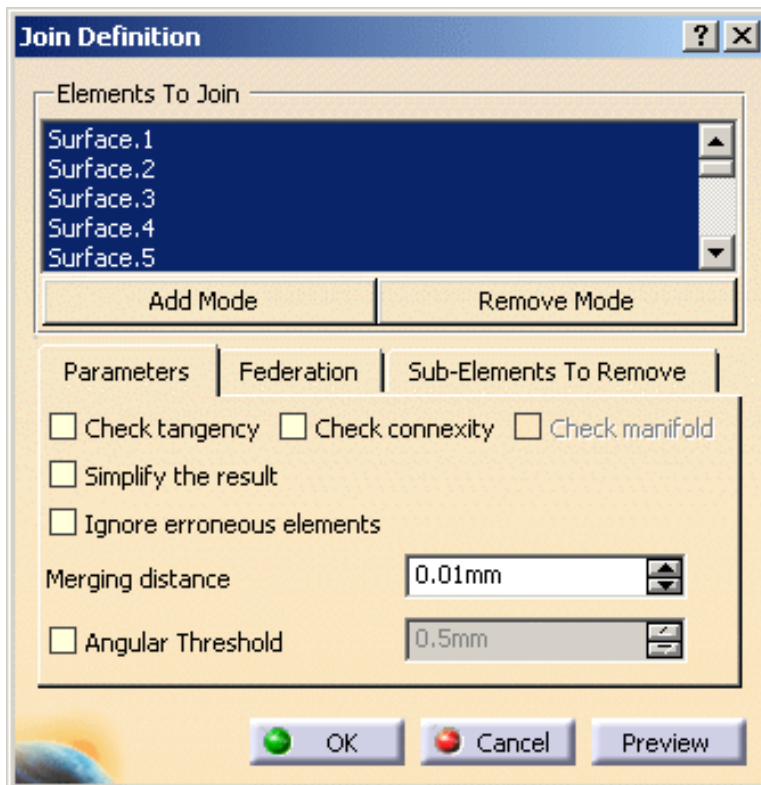 Join Definition ?
Elements To Join
Surface.1
Surface.2
Surface.3
Surface.4
Surface.5
Add Mode Remove Mode
Parameters Federation Sub-Elements To Remove
Check tangency Check connexity Check manifold
Simplify the result
Ignore erroneous elements
Merging distance 0.01mm
Angular Threshold 0.5mm
OK Cancel Preview